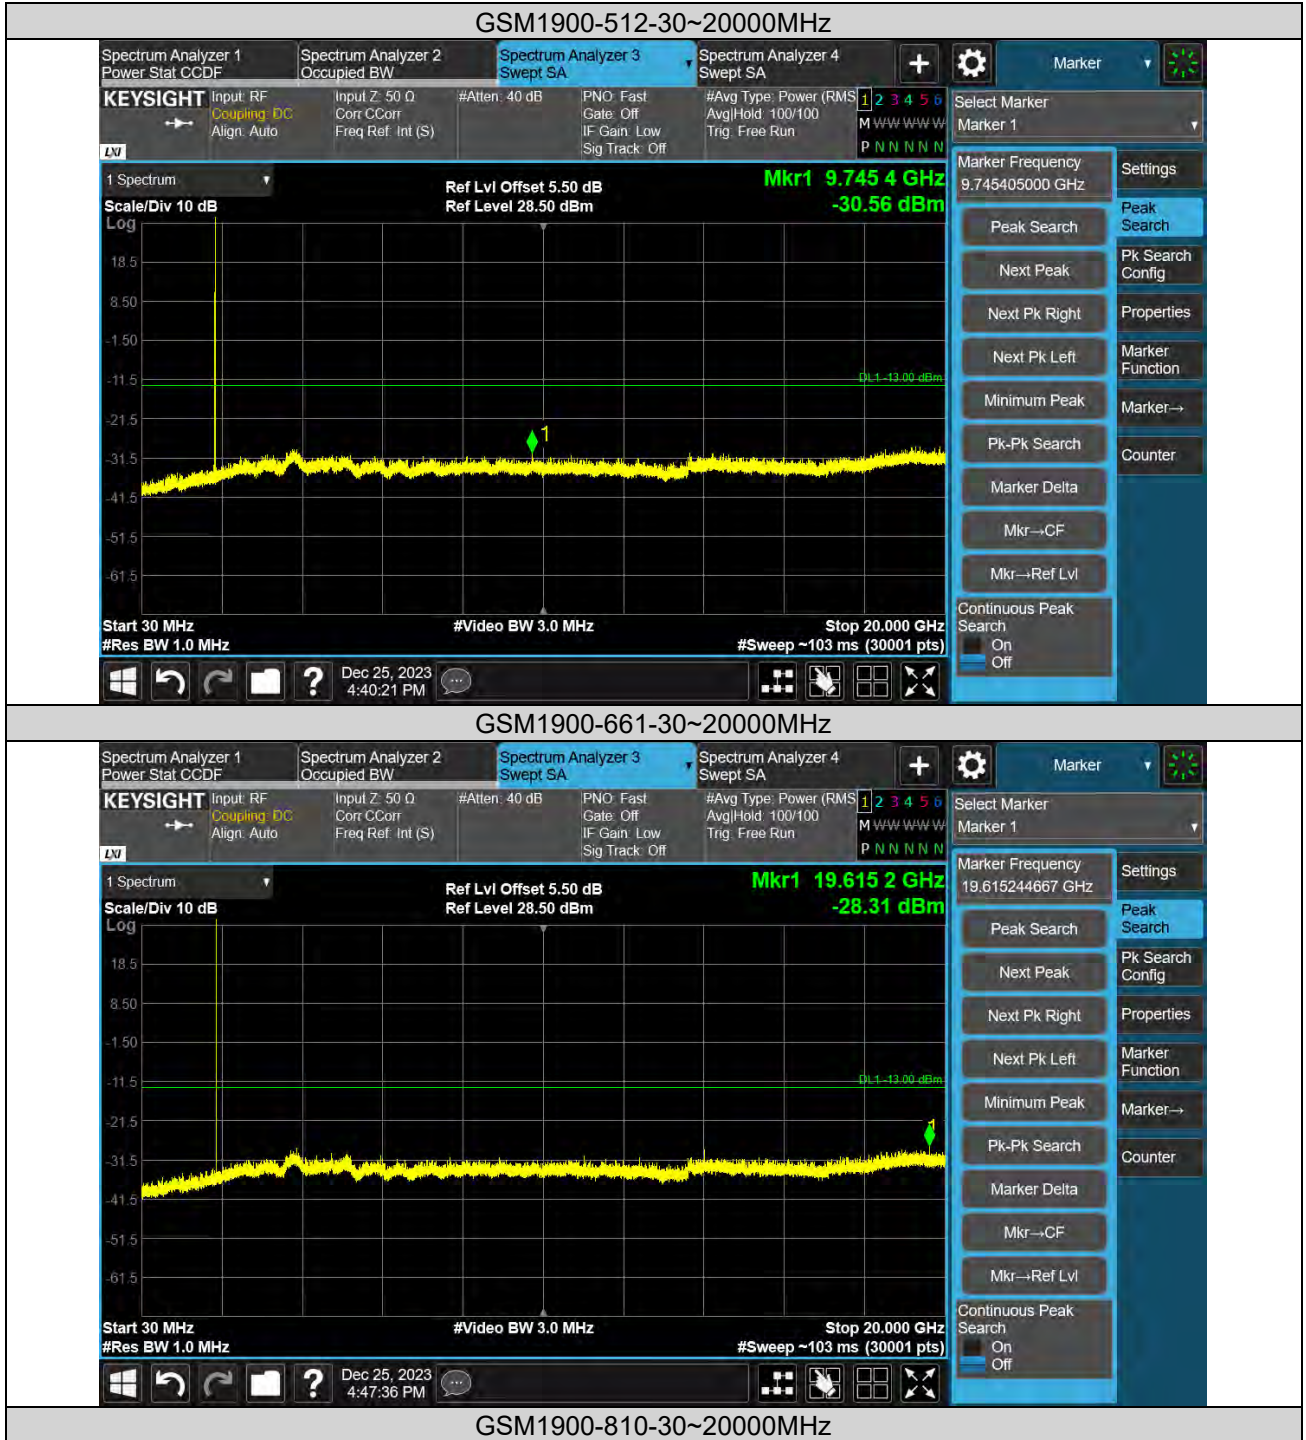 GSM1900-512-30~20000MHz
Spectrum Analyzer 1
Power Stat CCDF
Spectrum Analyzer 2
Occupied BW
Spectrum Analyzer 3
Swept SA
Spectrum Analyzer 4
Swept SA
Marker
KEYSIGHT
LXI
Input: RF
Coupling: DC
Align: Auto
Input Z: 50 Ω
Corr CCorr
Freq Ref: Int (S)
#Atten: 40 dB
PNO: Fast
Gate: Off
IF Gain: Low
Sig Track: Off
#Avg Type: Power (RMS
Avg|Hold: 100/100
Trig: Free Run
1 2 3 4 5 6
M W W W W W
P N N N N N
Select Marker
Marker 1
1 Spectrum
Scale/Div 10 dB
Ref Lvl Offset 5.50 dB
Ref Level 28.50 dBm
Mkr1 9.745 4 GHz
-30.56 dBm
Log
18.5
8.50
-1.50
-11.5
-21.5
-31.5
-41.5
-51.5
-61.5
DL1 -13.00 dBm
1
Start 30 MHz
#Res BW 1.0 MHz
#Video BW 3.0 MHz
Stop 20.000 GHz
#Sweep ~103 ms (30001 pts)
Marker Frequency
9.745405000 GHz
Peak Search
Next Peak
Next Pk Right
Next Pk Left
Minimum Peak
Pk-Pk Search
Marker Delta
Mkr→CF
Mkr→Ref Lvl
Continuous Peak
Search
On
Off
Settings
Peak
Search
Pk Search
Config
Properties
Marker
Function
Marker→
Counter
Dec 25, 2023
4:40:21 PM
GSM1900-661-30~20000MHz
Spectrum Analyzer 1
Power Stat CCDF
Spectrum Analyzer 2
Occupied BW
Spectrum Analyzer 3
Swept SA
Spectrum Analyzer 4
Swept SA
Marker
KEYSIGHT
LXI
Input: RF
Coupling: DC
Align: Auto
Input Z: 50 Ω
Corr CCorr
Freq Ref: Int (S)
#Atten: 40 dB
PNO: Fast
Gate: Off
IF Gain: Low
Sig Track: Off
#Avg Type: Power (RMS
Avg|Hold: 100/100
Trig: Free Run
1 2 3 4 5 6
M W W W W W
P N N N N N
Select Marker
Marker 1
1 Spectrum
Scale/Div 10 dB
Ref Lvl Offset 5.50 dB
Ref Level 28.50 dBm
Mkr1 19.615 2 GHz
-28.31 dBm
Log
18.5
8.50
-1.50
-11.5
-21.5
-31.5
-41.5
-51.5
-61.5
DL1 -13.00 dBm
1
Start 30 MHz
#Res BW 1.0 MHz
#Video BW 3.0 MHz
Stop 20.000 GHz
#Sweep ~103 ms (30001 pts)
Marker Frequency
19.615244667 GHz
Peak Search
Next Peak
Next Pk Right
Next Pk Left
Minimum Peak
Pk-Pk Search
Marker Delta
Mkr→CF
Mkr→Ref Lvl
Continuous Peak
Search
On
Off
Settings
Peak
Search
Pk Search
Config
Properties
Marker
Function
Marker→
Counter
Dec 25, 2023
4:47:36 PM
GSM1900-810-30~20000MHz